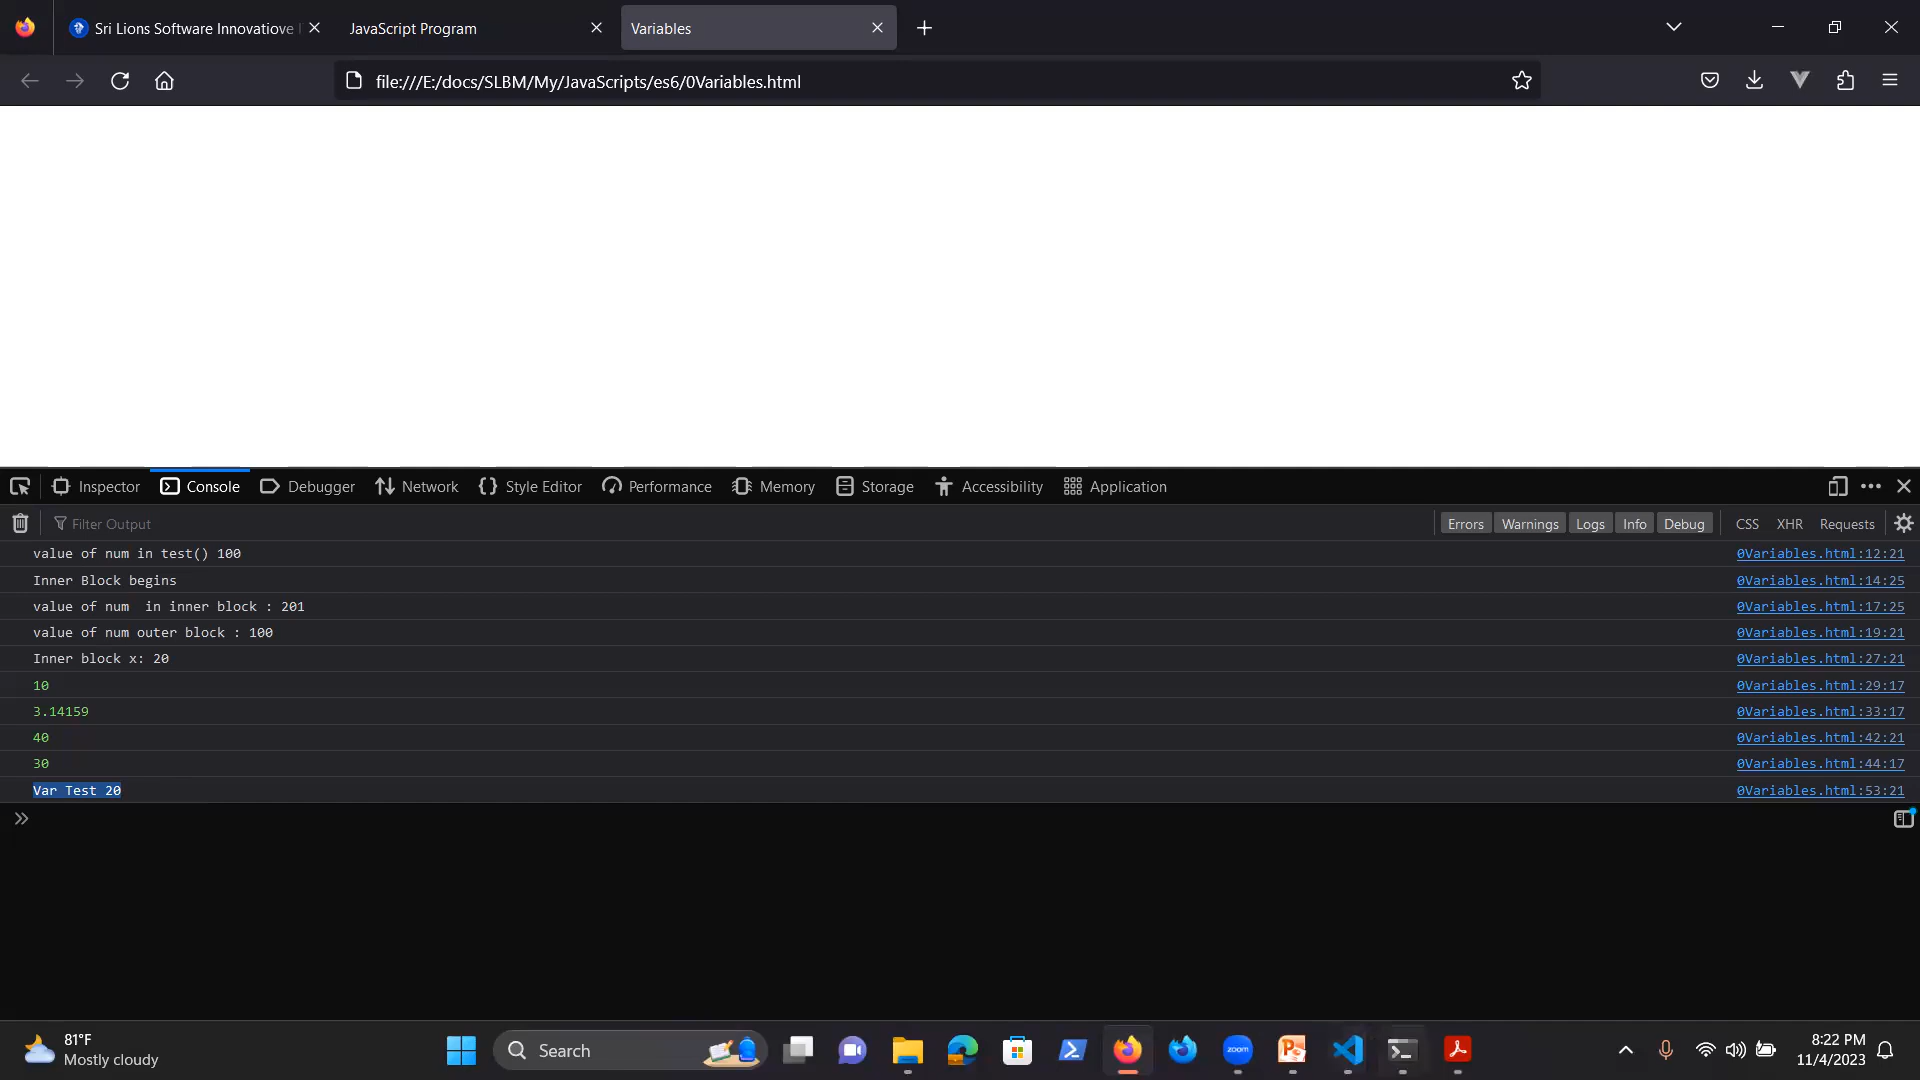 Sri Lions Software Innovatiove
JavaScript Program
Variables
file:///E:/docs/SLBM/My/JavaScripts/es6/0Variables.html
Inspector
Console
Debugger
Network
Style Editor
Performance
Memory
Storage
Accessibility
Application
Filter Output
Errors
Warnings
Logs
Info
Debug
CSS
XHR
Requests
value of num in test() 100 0Variables.html:12:21
Inner Block begins 0Variables.html:14:25
value of num  in inner block : 201 0Variables.html:17:25
value of num outer block : 100 0Variables.html:19:21
Inner block x: 20 0Variables.html:27:21
10 0Variables.html:29:17
3.14159 0Variables.html:33:17
40 0Variables.html:42:21
30 0Variables.html:44:17
Var Test 20 0Variables.html:53:21
81°F
Mostly cloudy
Search
zoom
8:22 PM
11/4/2023